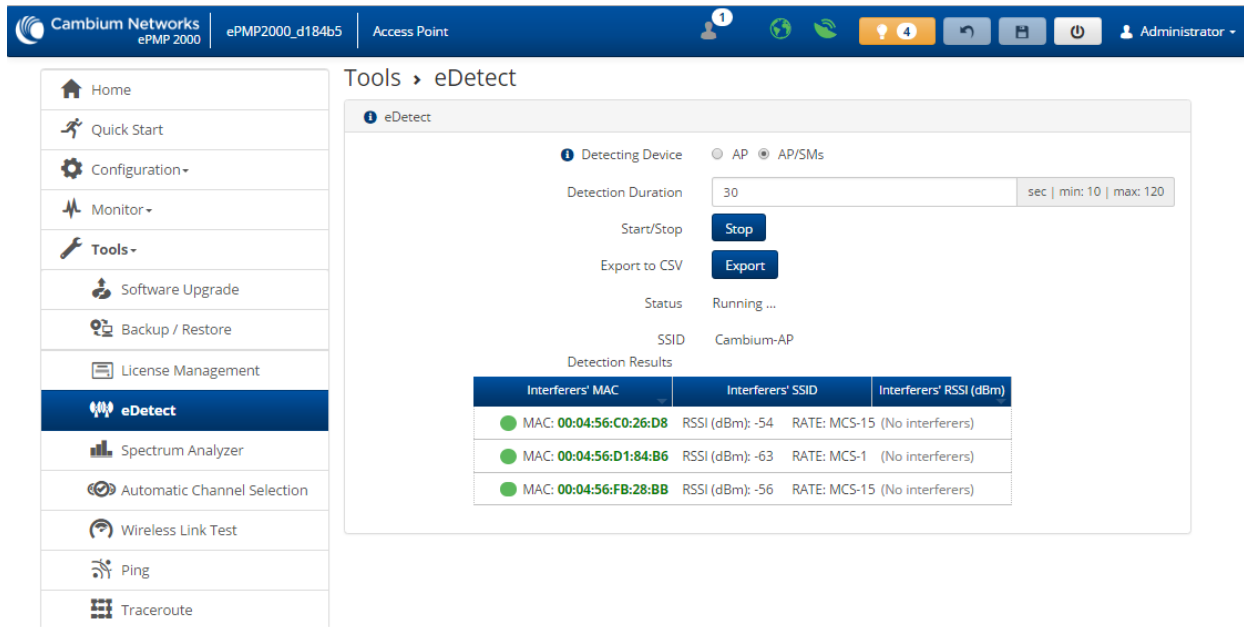 Cambium Networks
ePMP 2000
ePMP2000_d184b5
Access Point
1
4
Administrator
Home
Quick Start
Configuration
Monitor
Tools
Software Upgrade
Backup / Restore
License Management
eDetect
Spectrum Analyzer
Automatic Channel Selection
Wireless Link Test
Ping
Traceroute
Tools › eDetect
eDetect
Detecting Device AP AP/SMs
Detection Duration 30 sec | min: 10 | max: 120
Start/Stop Stop
Export to CSV Export
Status Running ...
SSID Cambium-AP
Detection Results
Interferers' MAC Interferers' SSID Interferers' RSSI (dBm)
MAC: 00:04:56:C0:26:D8 RSSI (dBm): -54 RATE: MCS-15 (No interferers)
MAC: 00:04:56:D1:84:B6 RSSI (dBm): -63 RATE: MCS-1 (No interferers)
MAC: 00:04:56:FB:28:BB RSSI (dBm): -56 RATE: MCS-15 (No interferers)